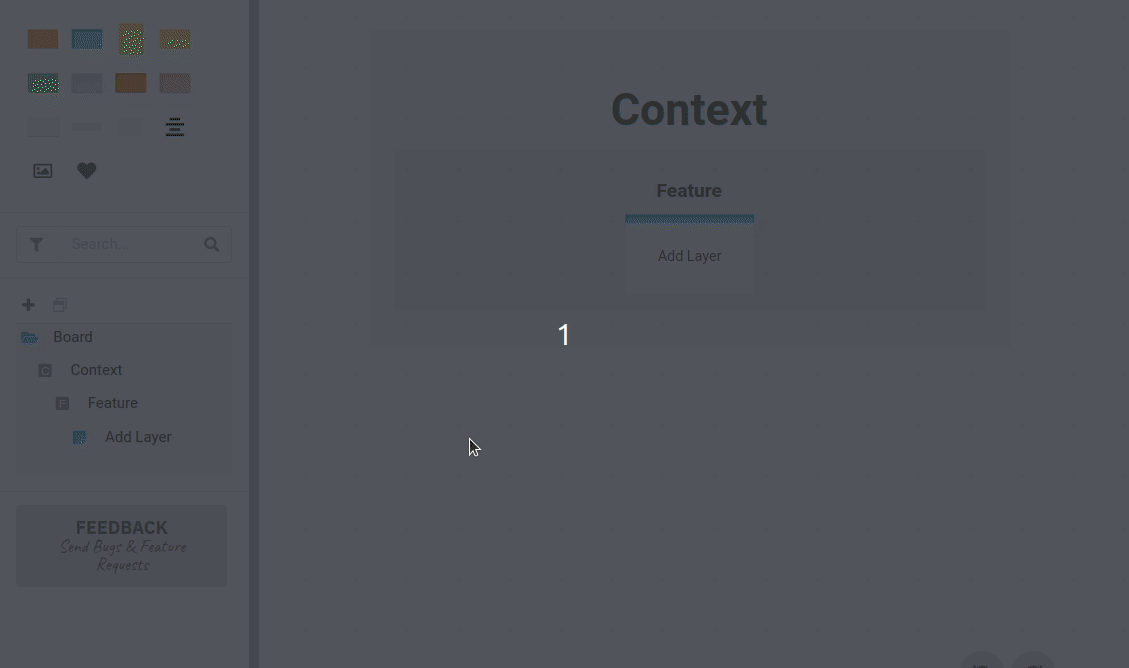 Search...
Board
Context
Feature
Add Layer
FEEDBACK
Send Bugs & Feature
Requests
Context
Feature
Add Layer
1